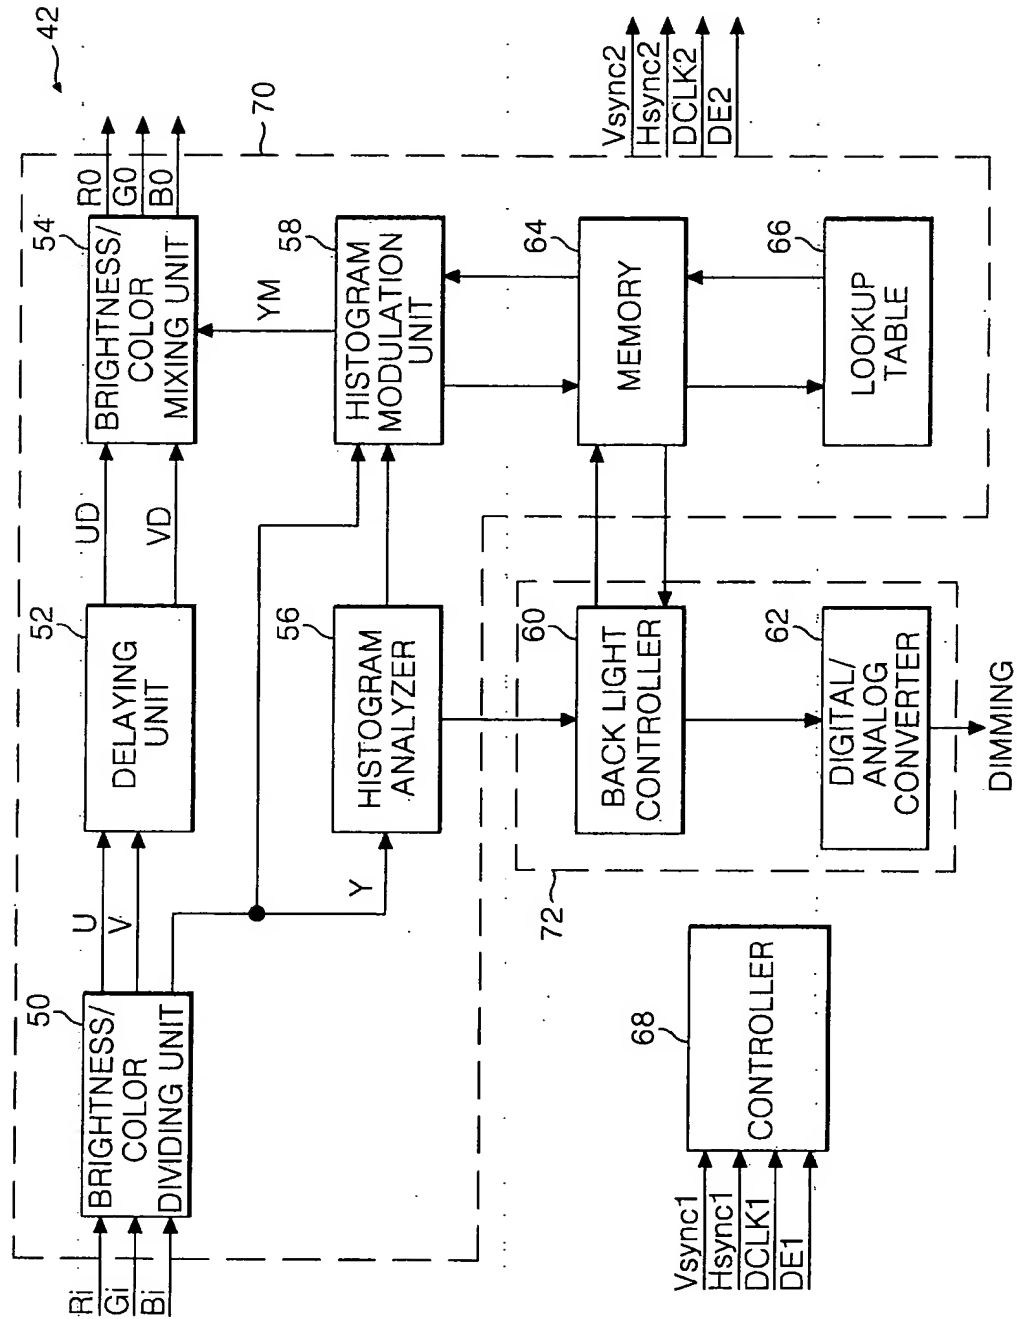 42
70
Ri
Gi
Bi
50
BRIGHTNESS/
COLOR
DIVIDING UNIT
U
V
Y
52
DELAYING
UNIT
UD
VD
54
BRIGHTNESS/
COLOR
MIXING UNIT
R0
G0
B0
56
HISTOGRAM
ANALYZER
58
HISTOGRAM
MODULATION
UNIT
YM
60
BACK LIGHT
CONTROLLER
64
MEMORY
62
DIGITAL/
ANALOG
CONVERTER
DIMMING
66
LOOKUP
TABLE
72
68
CONTROLLER
Vsync1
Hsync1
DCLK1
DE1
Vsync2
Hsync2
DCLK2
DE2